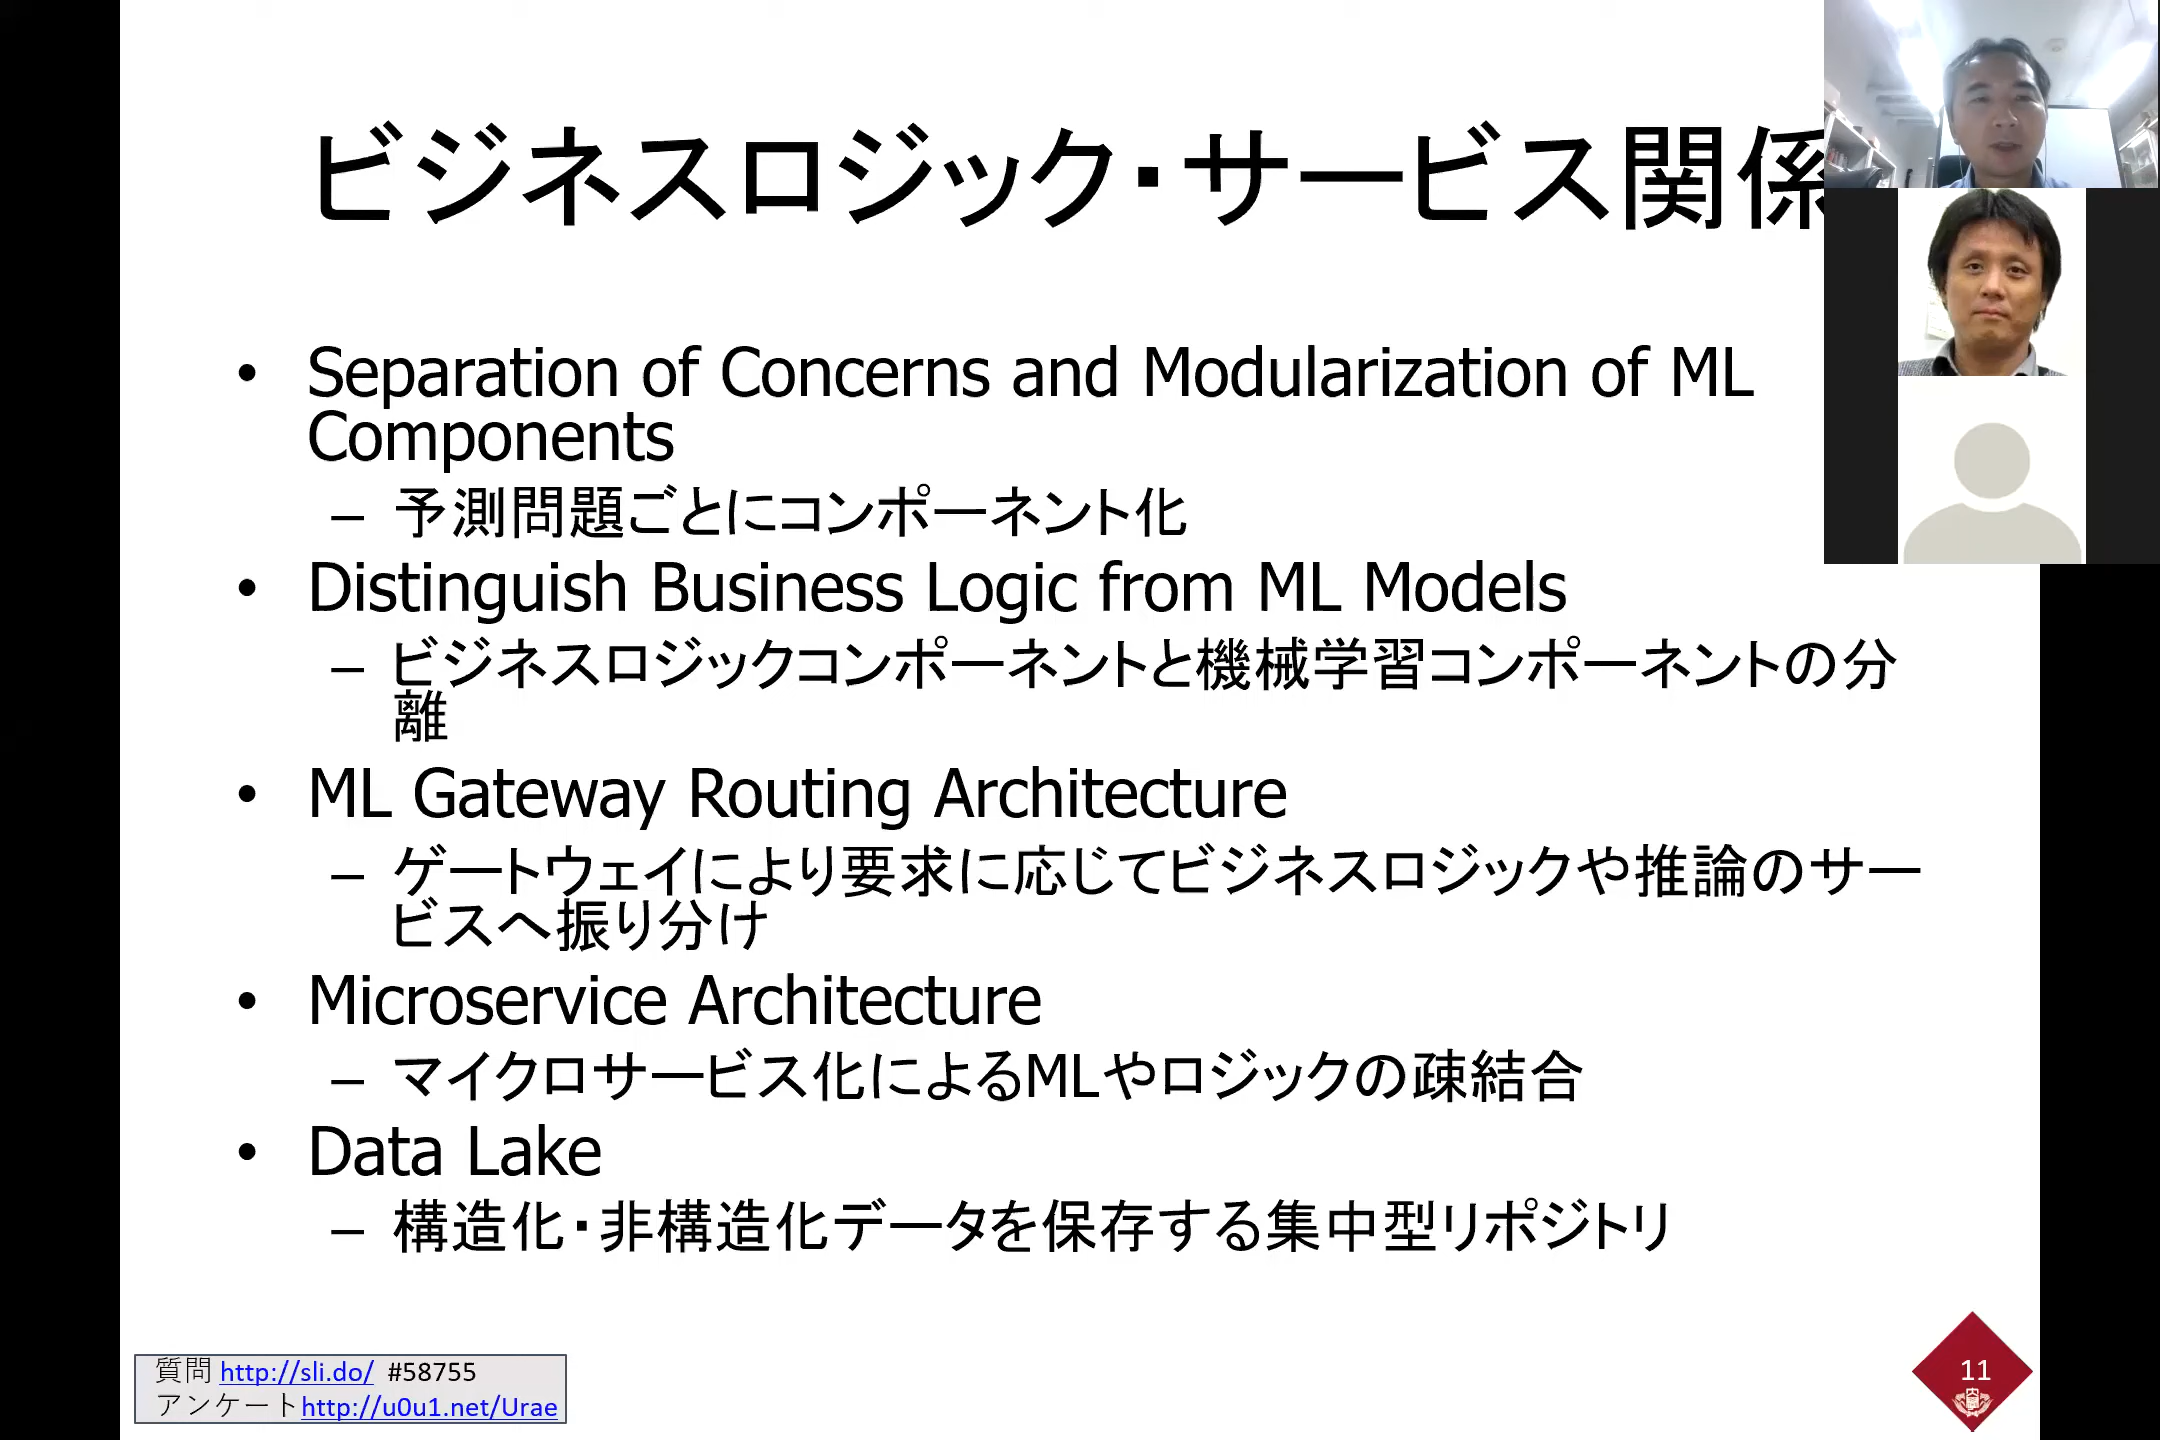 ビジネスロジック・サービス関係
• Separation of Concerns and Modularization of ML
Components
– 予測問題ごとにコンポーネント化
• Distinguish Business Logic from ML Models
– ビジネスロジックコンポーネントと機械学習コンポーネントの分
離
• ML Gateway Routing Architecture
– ゲートウェイにより要求に応じてビジネスロジックや推論のサー
ビスへ振り分け
• Microservice Architecture
– マイクロサービス化によるMLやロジックの疎結合
• Data Lake
– 構造化・非構造化データを保存する集中型リポジトリ
質問 http://sli.do/ #58755
アンケートhttp://u0u1.net/Urae
11